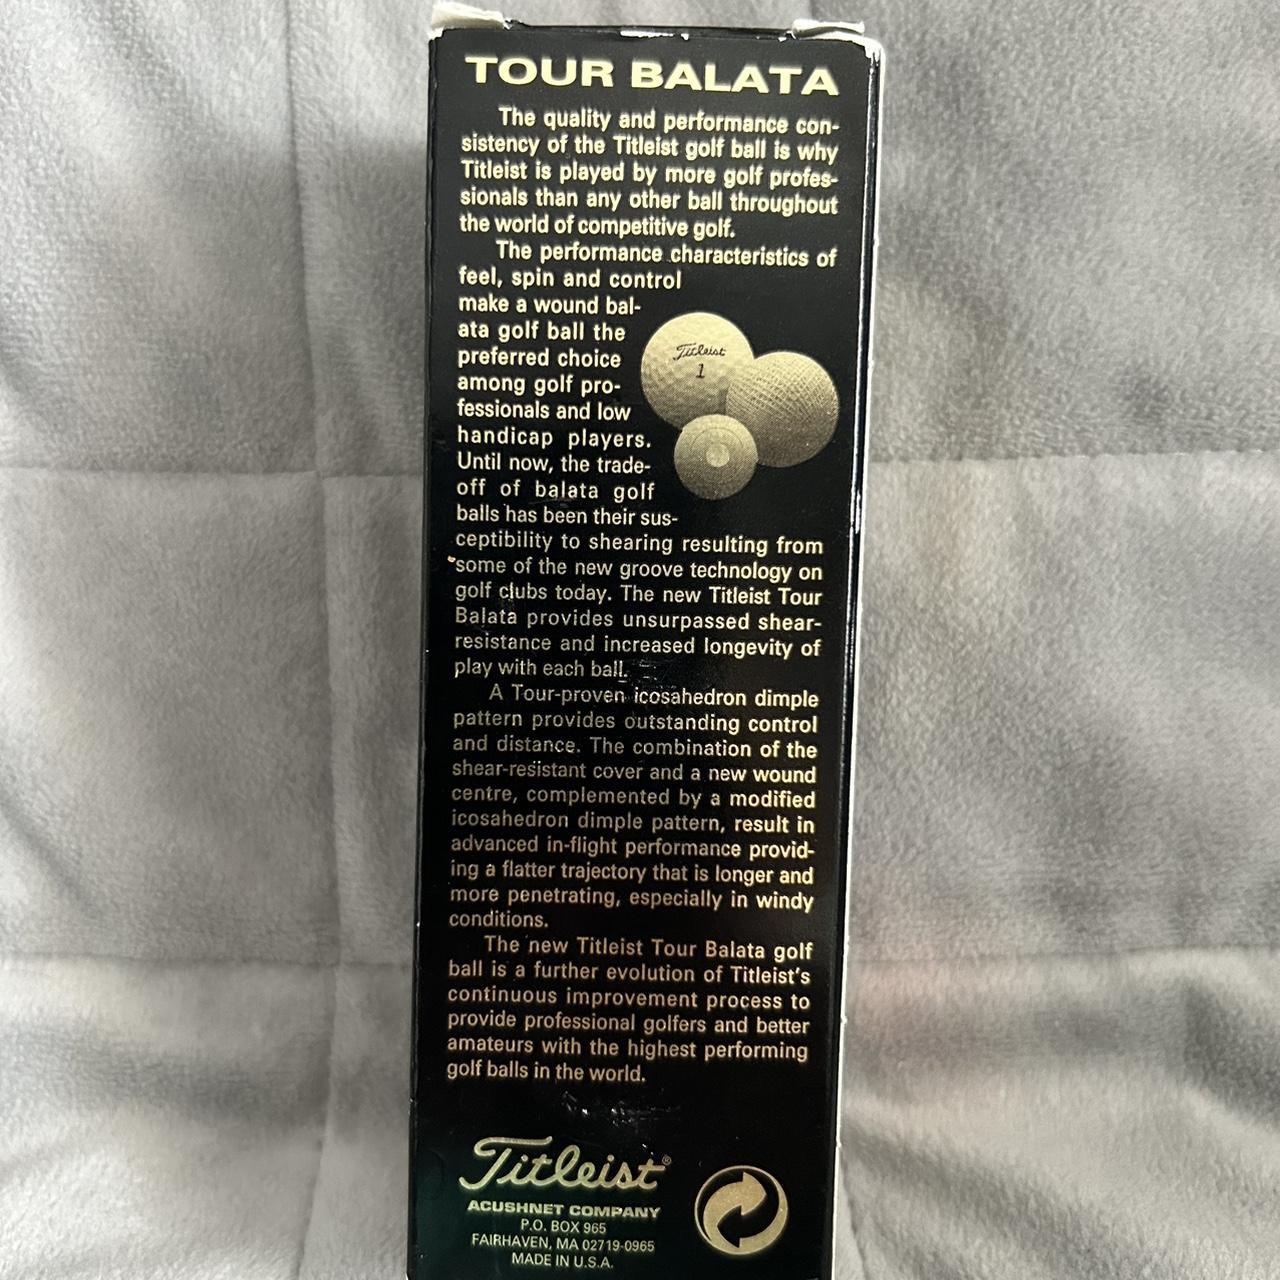 TOUR BALATA
The quality and performance con-
sistency of the Titleist golf ball is why
Titleist is played by more golf profes-
sionals than any other ball throughout
the world of competitive golf.
The performance characteristics of
feel, spin and control
make a wound bal-
ata golf ball the
preferred choice
among golf pro-
fessionals and low
handicap players.
Until now, the trade-
off of balata golf
balls has been their sus-
ceptibility to shearing resulting from
some of the new groove technology on
golf clubs today. The new Titleist Tour
Balata provides unsurpassed shear-
resistance and increased longevity of
play with each ball.
A Tour-proven icosahedron dimple
pattern provides outstanding control
and distance. The combination of the
shear-resistant cover and a new wound
centre, complemented by a modified
icosahedron dimple pattern, result in
advanced in-flight performance provid-
ing a flatter trajectory that is longer and
more penetrating, especially in windy
conditions.
The new Titleist Tour Balata golf
ball is a further evolution of Titleist's
continuous improvement process to
provide professional golfers and better
amateurs with the highest performing
golf balls in the world.
Titleist
1
Titleist®
ACUSHNET COMPANY
P.O. BOX 965
FAIRHAVEN, MA 02719-0965
MADE IN U.S.A.